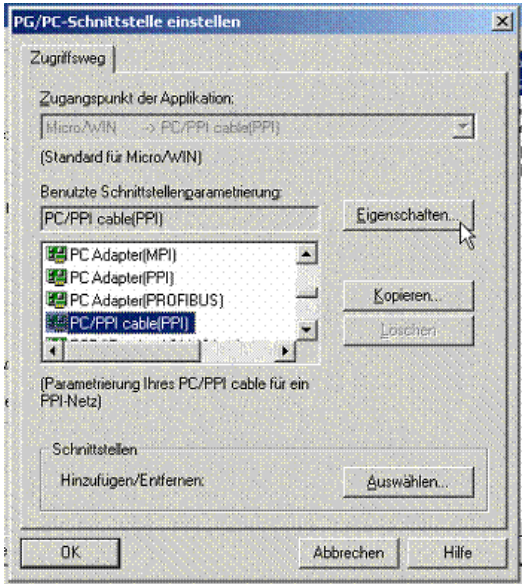 PG/PC-Schnittstelle einstellen
Zugriffsweg
Zugangspunkt der Applikation:
Micro/WIN -> PC/PPI cable(PPI)
(Standard für Micro/WIN)
Benutzte Schnittstellenparametrierung:
PC/PPI cable(PPI)
Eigenschaften...
PC Adapter(MPI)
PC Adapter(PPI)
PC Adapter(PROFIBUS)
PC/PPI cable(PPI)
Kopieren...
Löschen
(Parametrierung Ihres PC/PPI cable für ein
PPI-Netz)
Schnittstellen
Hinzufügen/Entfernen:
Auswählen...
OK
Abbrechen
Hilfe